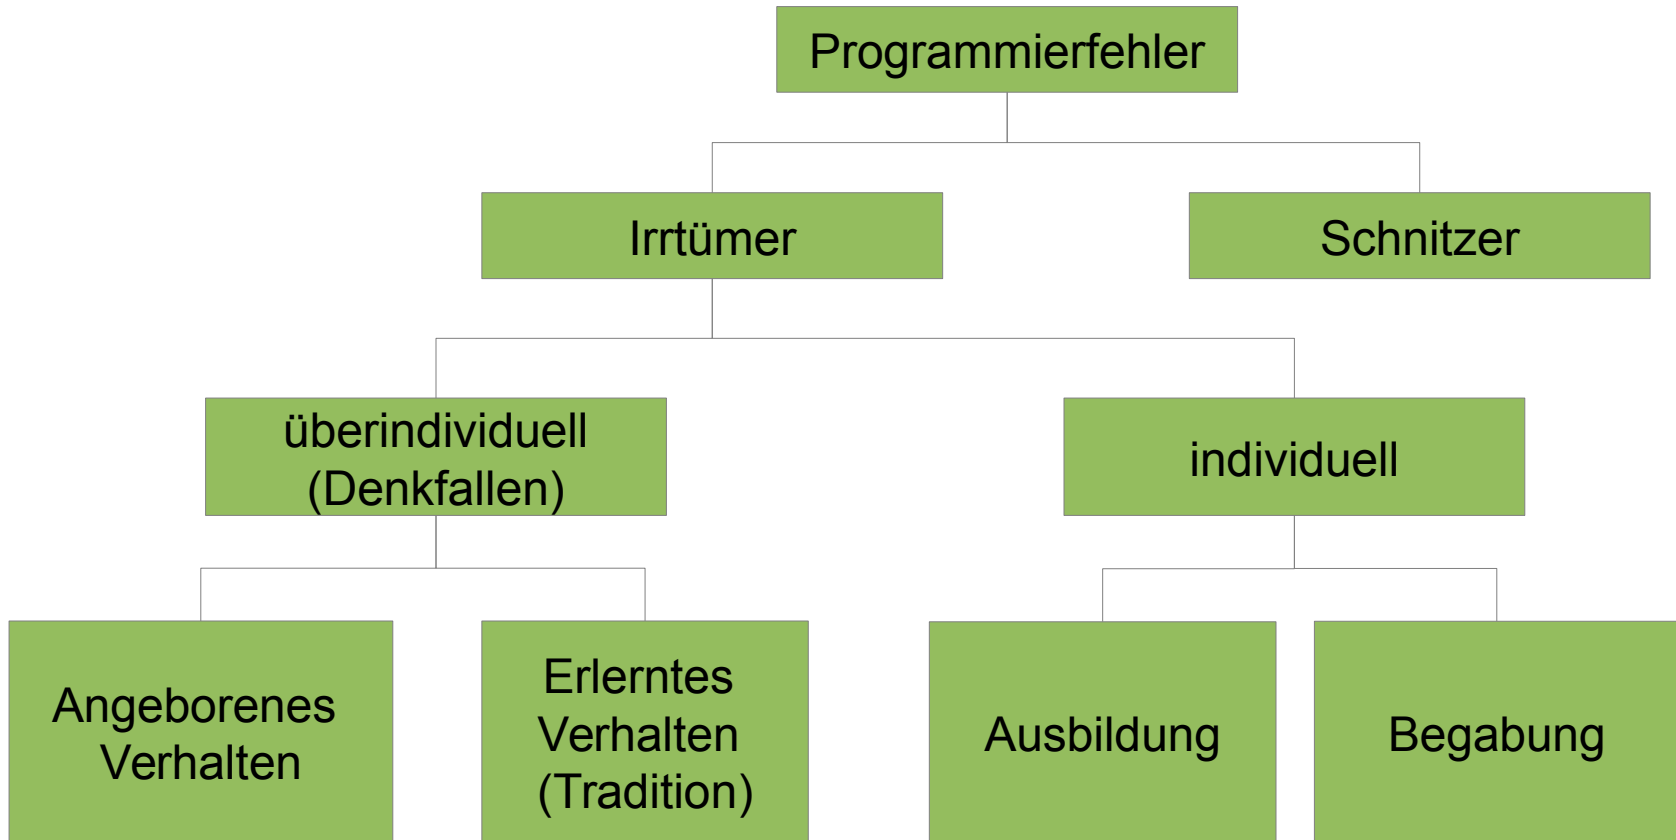 Programmierfehler
Irrtümer
Schnitzer
überindividuell
(Denkfallen)
individuell
Angeborenes
Verhalten
Erlerntes
Verhalten
(Tradition)
Ausbildung
Begabung